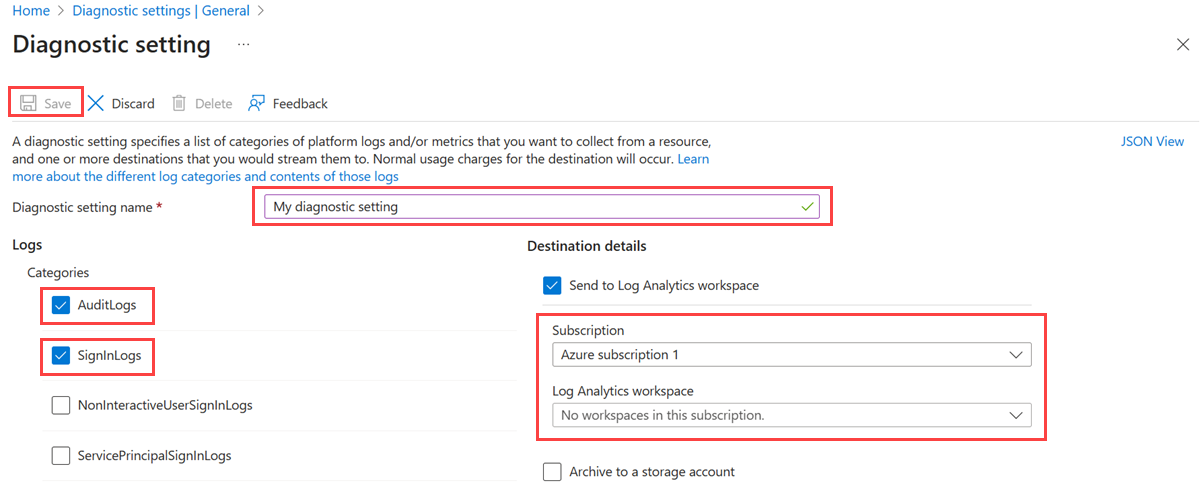 Home > Diagnostic settings | General >
Diagnostic setting ...
Save Discard Delete Feedback
A diagnostic setting specifies a list of categories of platform logs and/or metrics that you want to collect from a resource,
and one or more destinations that you would stream them to. Normal usage charges for the destination will occur. Learn
more about the different log categories and contents of those logs
JSON View
Diagnostic setting name *
My diagnostic setting
Logs
Categories
AuditLogs
SignInLogs
NonInteractiveUserSignInLogs
ServicePrincipalSignInLogs
Destination details
Send to Log Analytics workspace
Subscription
Azure subscription 1
Log Analytics workspace
No workspaces in this subscription.
Archive to a storage account